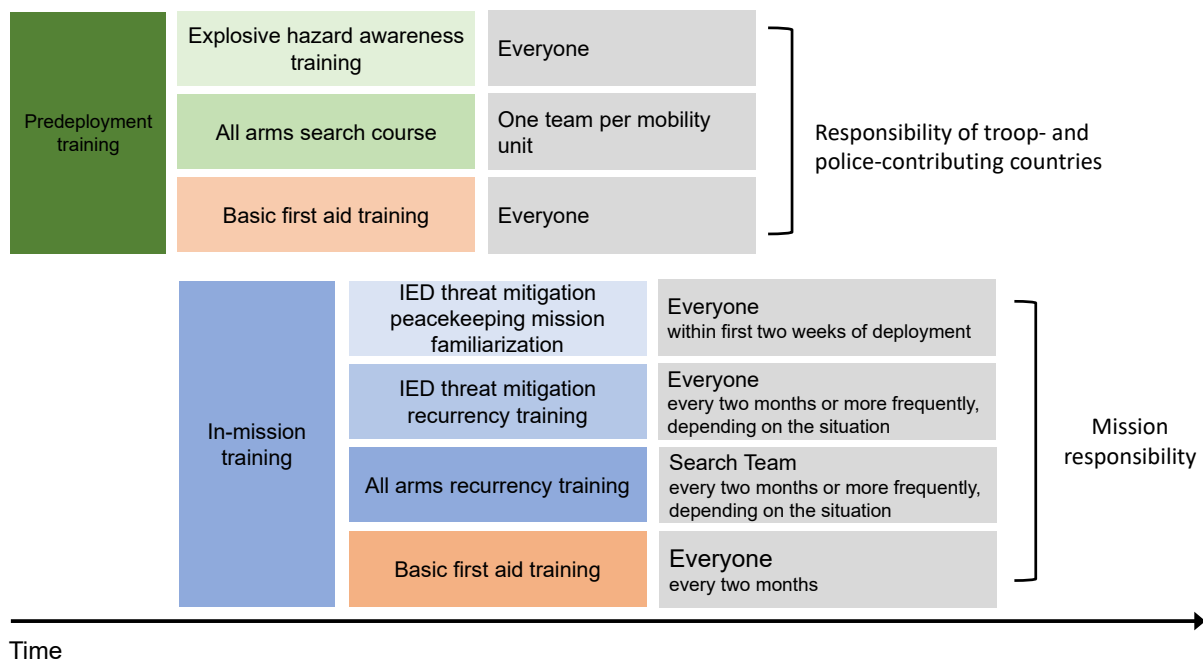 Predeployment
training
Explosive hazard awareness
training
Everyone
All arms search course
One team per mobility
unit
Basic first aid training
Everyone
Responsibility of troop- and
police-contributing countries
In-mission
training
IED threat mitigation
peacekeeping mission
familiarization
Everyone
within first two weeks of deployment
IED threat mitigation
recurrency training
Everyone
every two months or more frequently,
depending on the situation
All arms recurrency training
Search Team
every two months or more frequently,
depending on the situation
Basic first aid training
Everyone
every two months
Mission
responsibility
Time